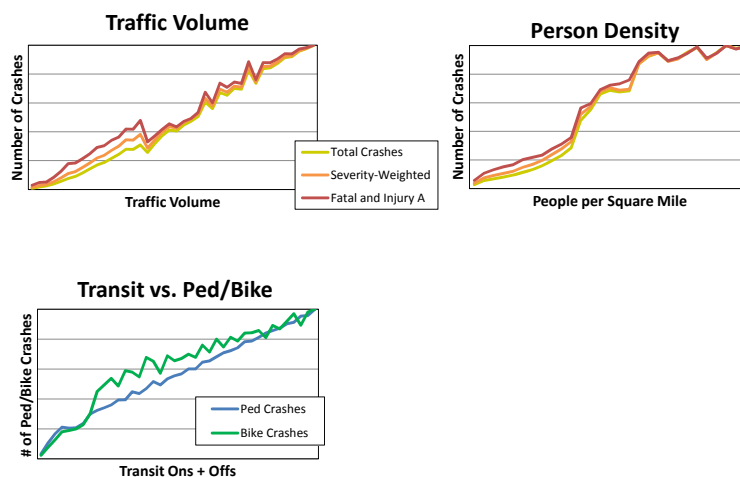 Traffic Volume
Number of Crashes
Traffic Volume
Total Crashes
Severity-Weighted
Fatal and Injury A
Person Density
Number of Crashes
People per Square Mile
Transit vs. Ped/Bike
# of Ped/Bike Crashes
Ped Crashes
Bike Crashes
Transit Ons + Offs